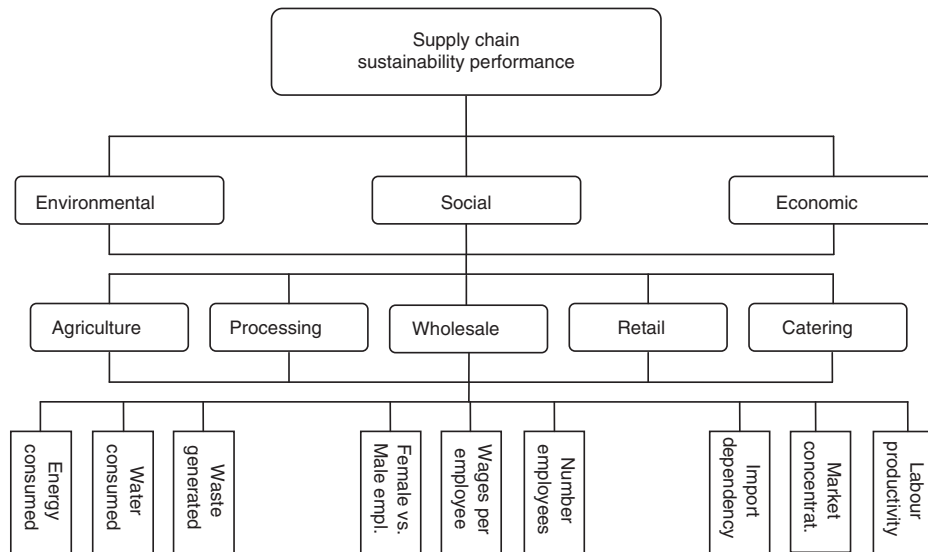 Supply chain
sustainability performance
Environmental
Social
Economic
Agriculture
Processing
Wholesale
Retail
Catering
Energy
consumed
Water
consumed
Waste
generated
Female vs.
Male empl.
Wages per
employee
Number
employees
Import
dependency
Market
concentrat.
Labour
productivity